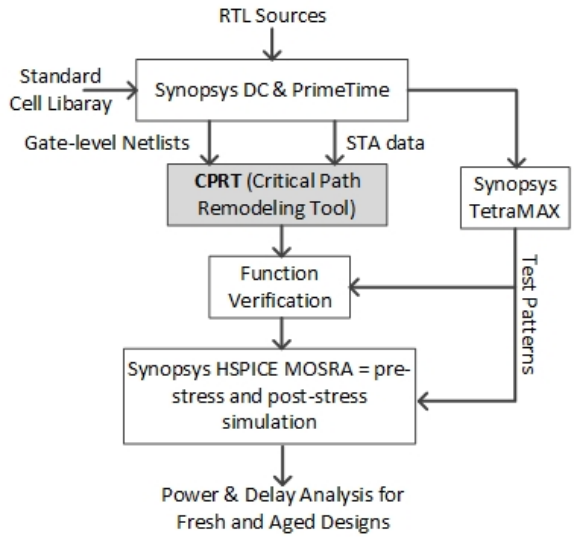 RTL Sources
Standard
Cell Libaray
Synopsys DC & PrimeTime
Gate-level Netlists
STA data
CPRT (Critical Path
Remodeling Tool)
Synopsys
TetraMAX
Function
Verification
Test Patterns
Synopsys HSPICE MOSRA = pre-
stress and post-stress
simulation
Power & Delay Analysis for
Fresh and Aged Designs